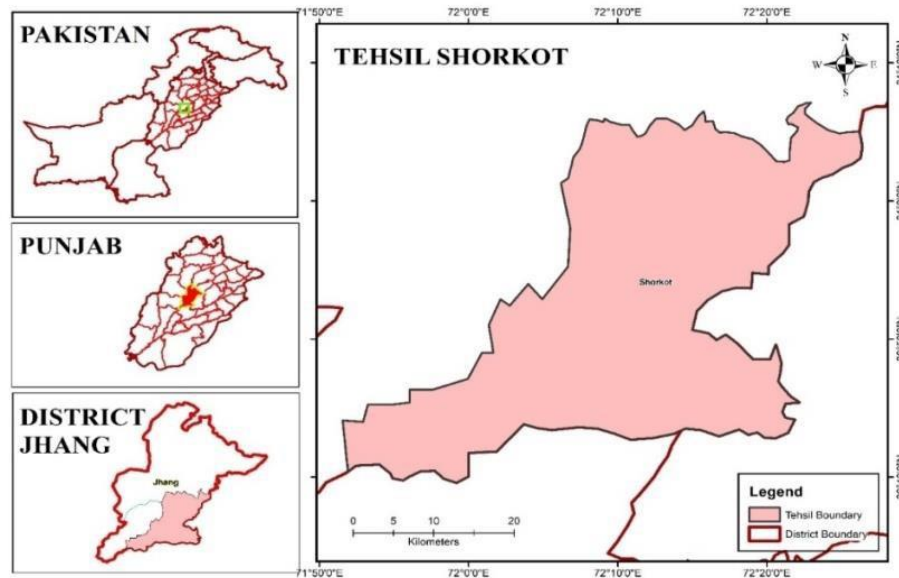 PAKISTAN
PUNJAB
DISTRICT
JHANG
Jhang
71°50'0"E 72°0'0"E 72°10'0"E 72°20'0"E
TEHSIL SHORKOT
N
W E
S
Shorkot
0 5 10 20
Kilometers
Legend
Tehsil Boundary
District Boundary
71°50'0"E 72°0'0"E 72°10'0"E 72°20'0"E